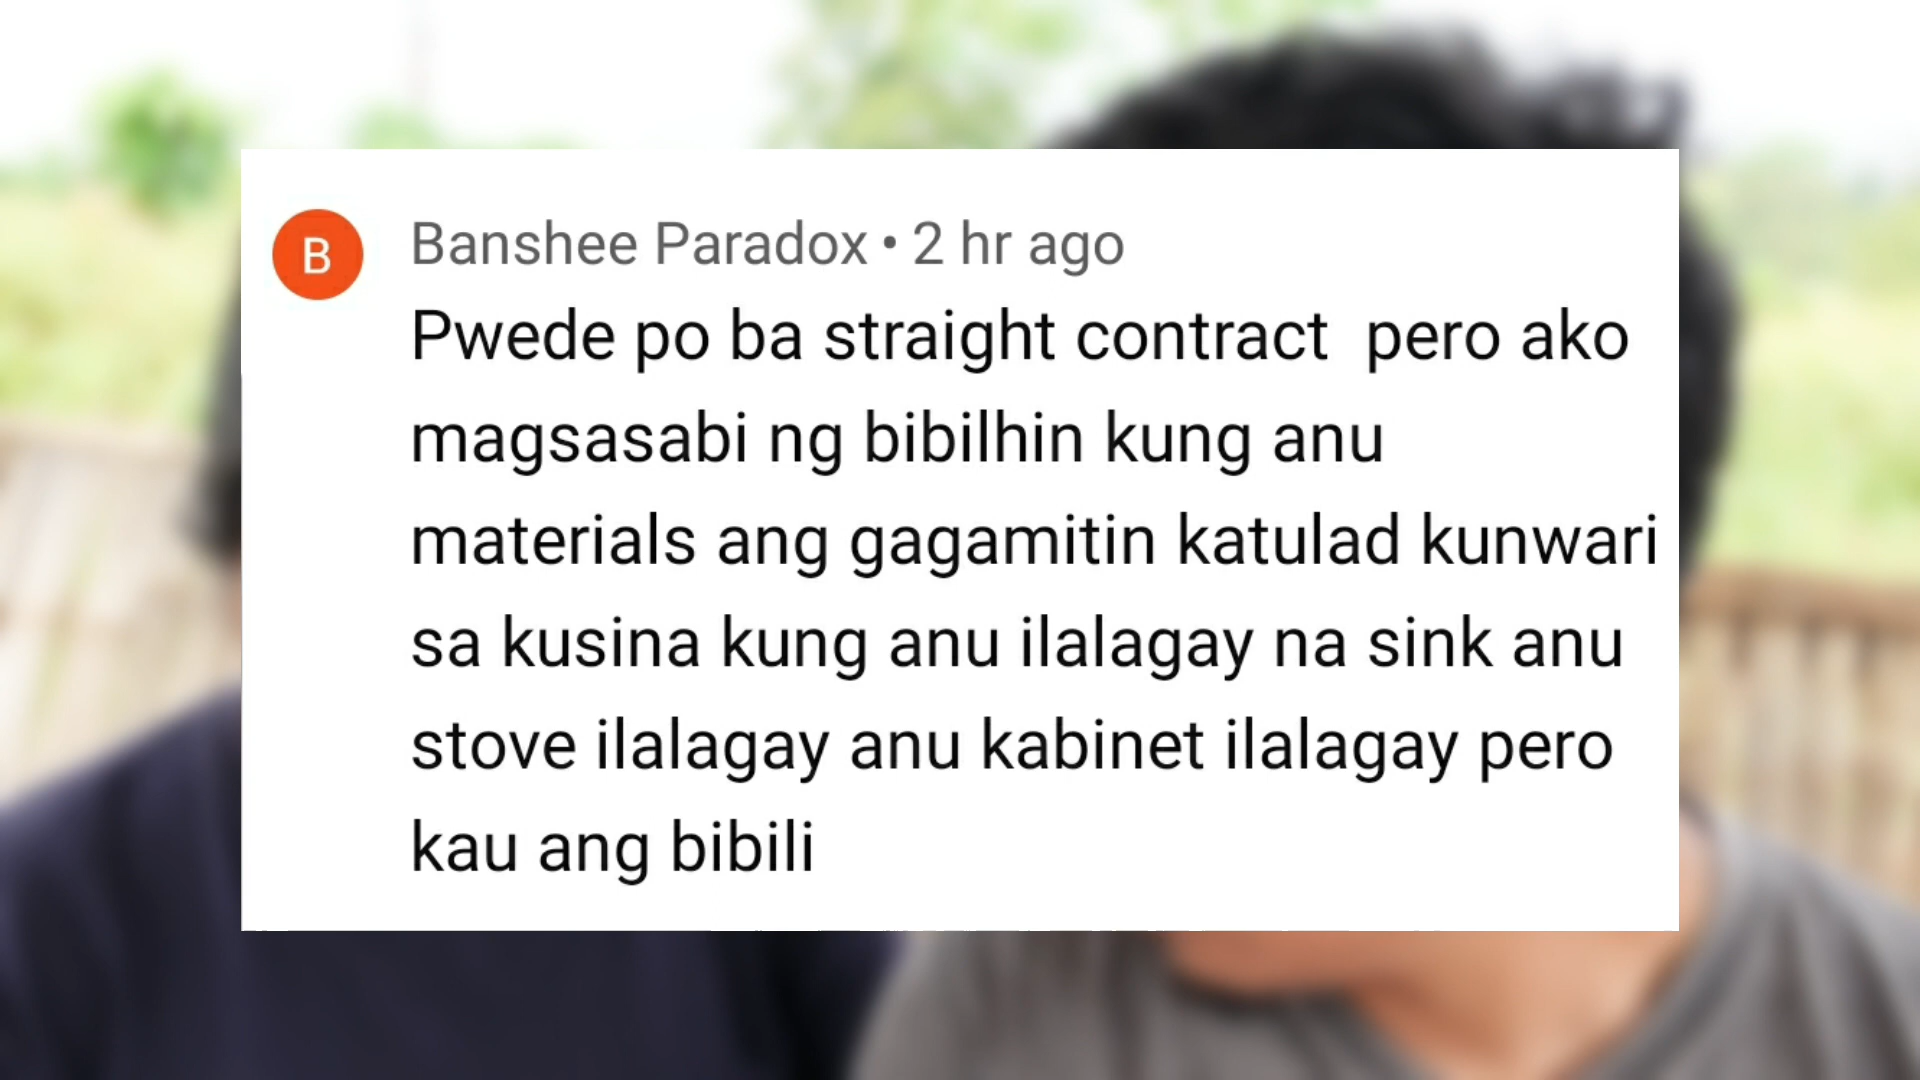 B
Banshee Paradox • 2 hr ago
Pwede po ba straight contract  pero ako
magsasabi ng bibilhin kung anu
materials ang gagamitin katulad kunwari
sa kusina kung anu ilalagay na sink anu
stove ilalagay anu kabinet ilalagay pero
kau ang bibili